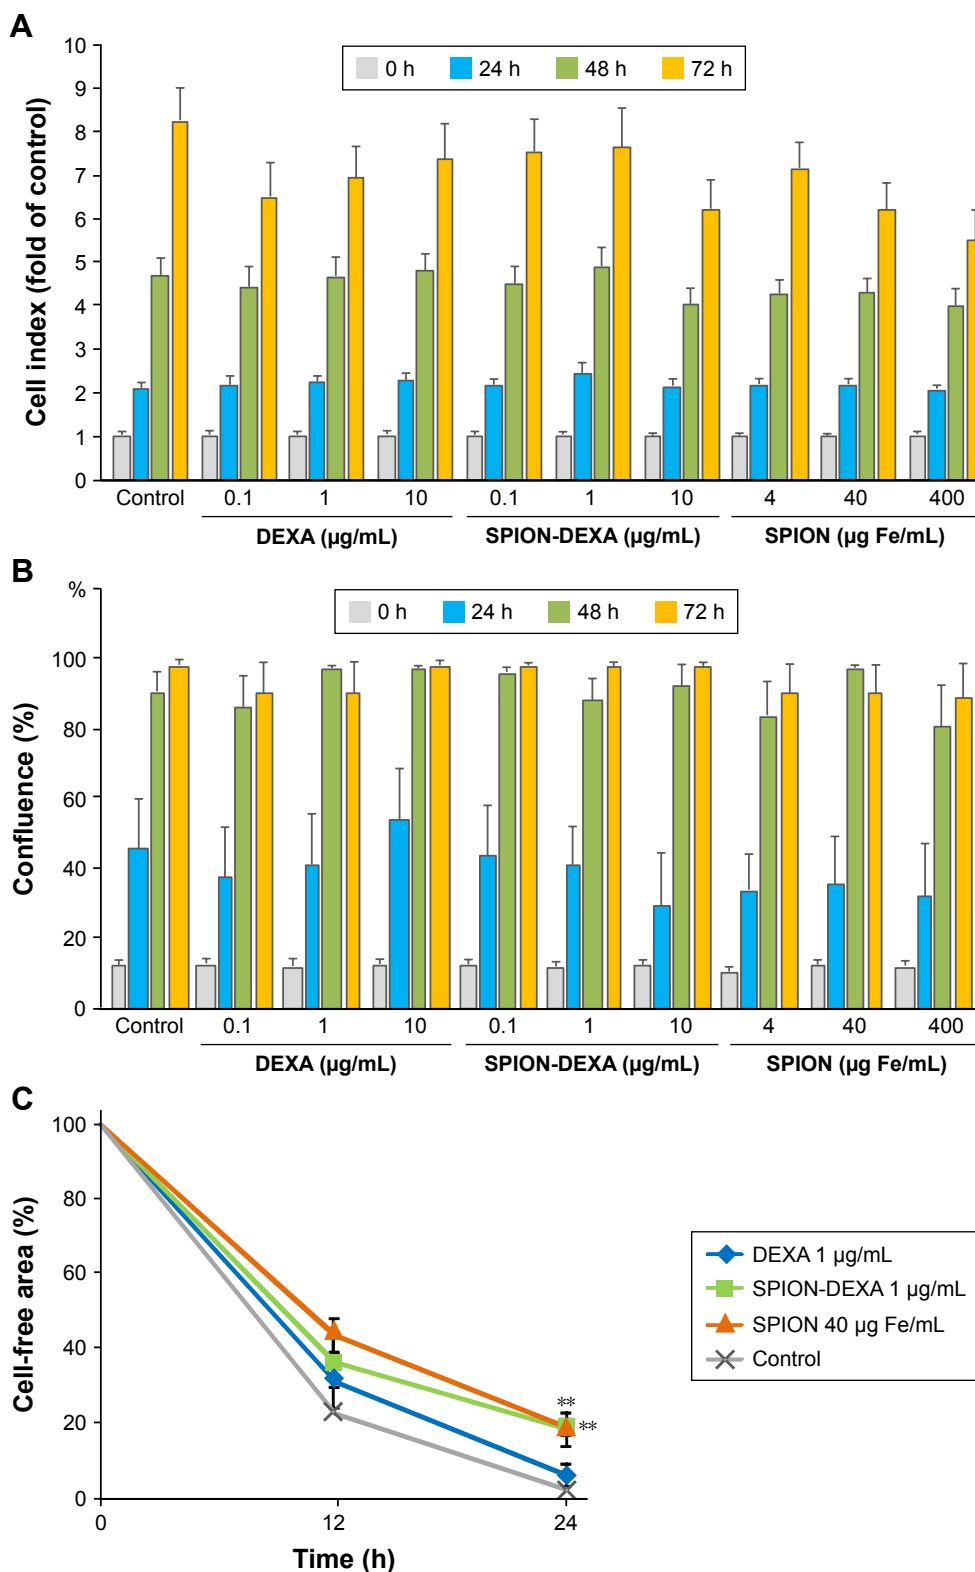 A
10
9
8
7
6
5
4
3
2
1
0
Cell index (fold of control)
0 h 24 h 48 h 72 h
Control 0.1 1 10 0.1 1 10 4 40 400
DEXA (µg/mL) SPION-DEXA (µg/mL) SPION (µg Fe/mL)
B
%
100
80
60
40
20
0
Confluence (%)
0 h 24 h 48 h 72 h
Control 0.1 1 10 0.1 1 10 4 40 400
DEXA (µg/mL) SPION-DEXA (µg/mL) SPION (µg Fe/mL)
C
100
80
60
40
20
0
Cell-free area (%)
**
**
DEXA 1 µg/mL
SPION-DEXA 1 µg/mL
SPION 40 µg Fe/mL
Control
0 12 24
Time (h)